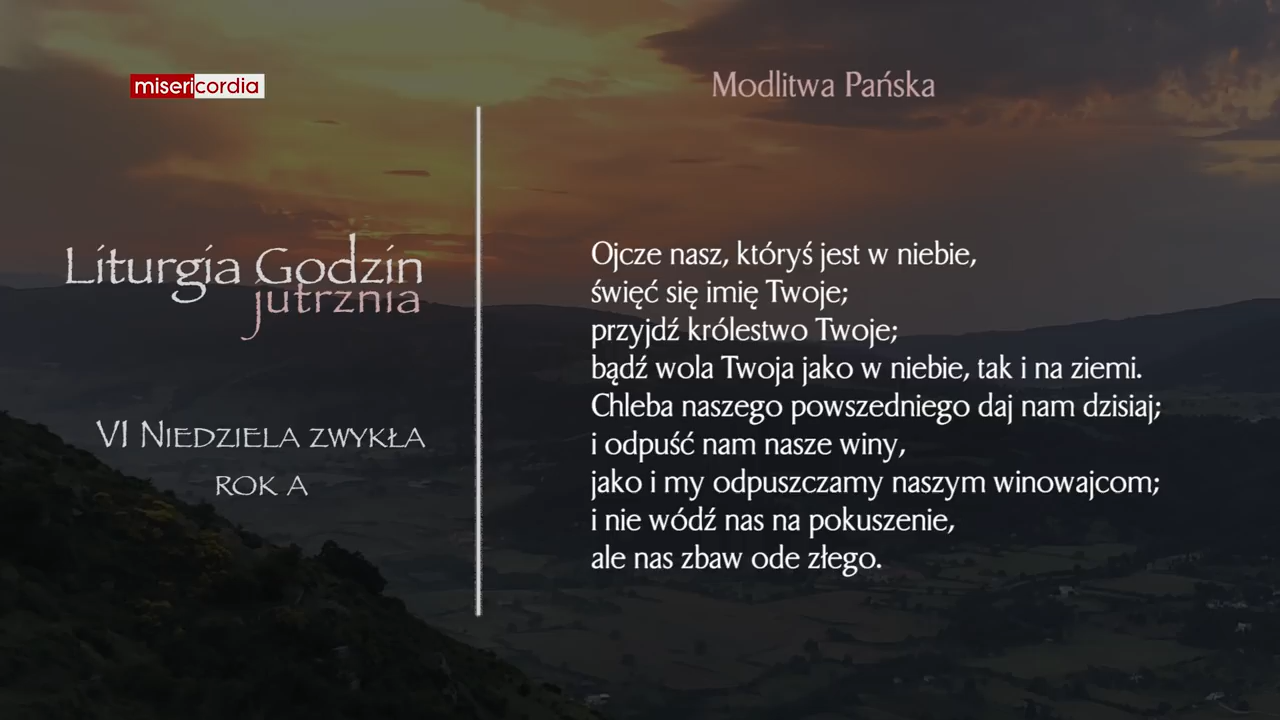 misericordia
Liturgia Godzin
jutrznia
VI Niedziela zwykła
rok A
Modlitwa Pańska
Ojcze nasz, któryś jest w niebie,
święć się imię Twoje;
przyjdź królestwo Twoje;
bądź wola Twoja jako w niebie, tak i na ziemi.
Chleba naszego powszedniego daj nam dzisiaj;
i odpuść nam nasze winy,
jako i my odpuszczamy naszym winowajcom;
i nie wódź nas na pokuszenie,
ale nas zbaw ode złego.